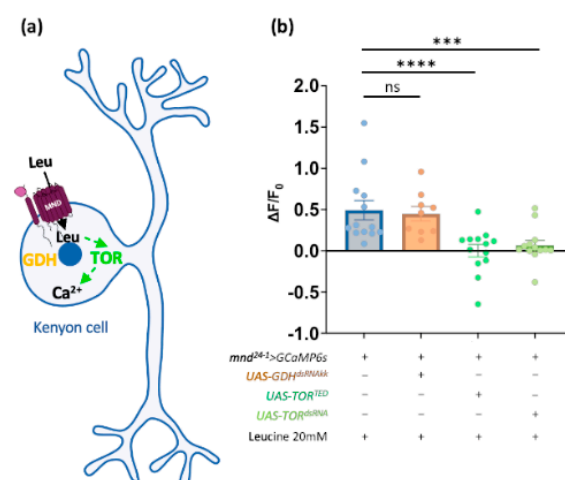 (a)
Leu
MND
Leu
GDH
TOR
Ca²⁺
Kenyon cell
(b)
***
****
ns
ΔF/F₀
2.0
1.5
1.0
0.5
0.0
-0.5
-1.0
mnd²⁴⁻¹>GCaMP6s + + + +
UAS-GDHᵈˢᴿᴺᴬᵏᵏ – + – –
UAS-TORᵀᴱᴰ – – + –
UAS-TORᵈˢᴿᴺᴬ – – – +
Leucine 20mM + + + +